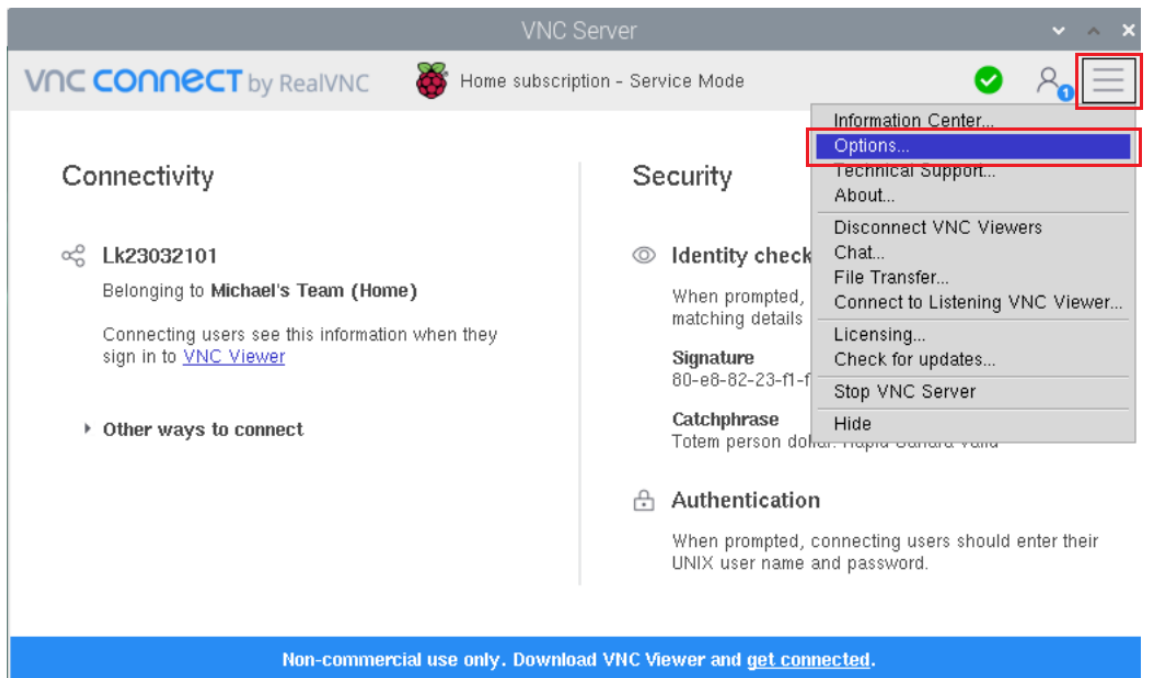 VNC Server
VNC CONNECT by RealVNC
Home subscription - Service Mode
1
Information Center...
Options...
Technical Support...
About...
Disconnect VNC Viewers
Chat...
File Transfer...
Connect to Listening VNC Viewer...
Licensing...
Check for updates...
Stop VNC Server
Hide
Connectivity
Lk23032101
Belonging to Michael's Team (Home)
Connecting users see this information when they
sign in to VNC Viewer
Other ways to connect
Security
Identity check
When prompted,
matching details
Signature
80-e8-82-23-f1-f
Catchphrase
Totem person dollar. Rapid Sahara Valid
Authentication
When prompted, connecting users should enter their
UNIX user name and password.
Non-commercial use only. Download VNC Viewer and get connected.